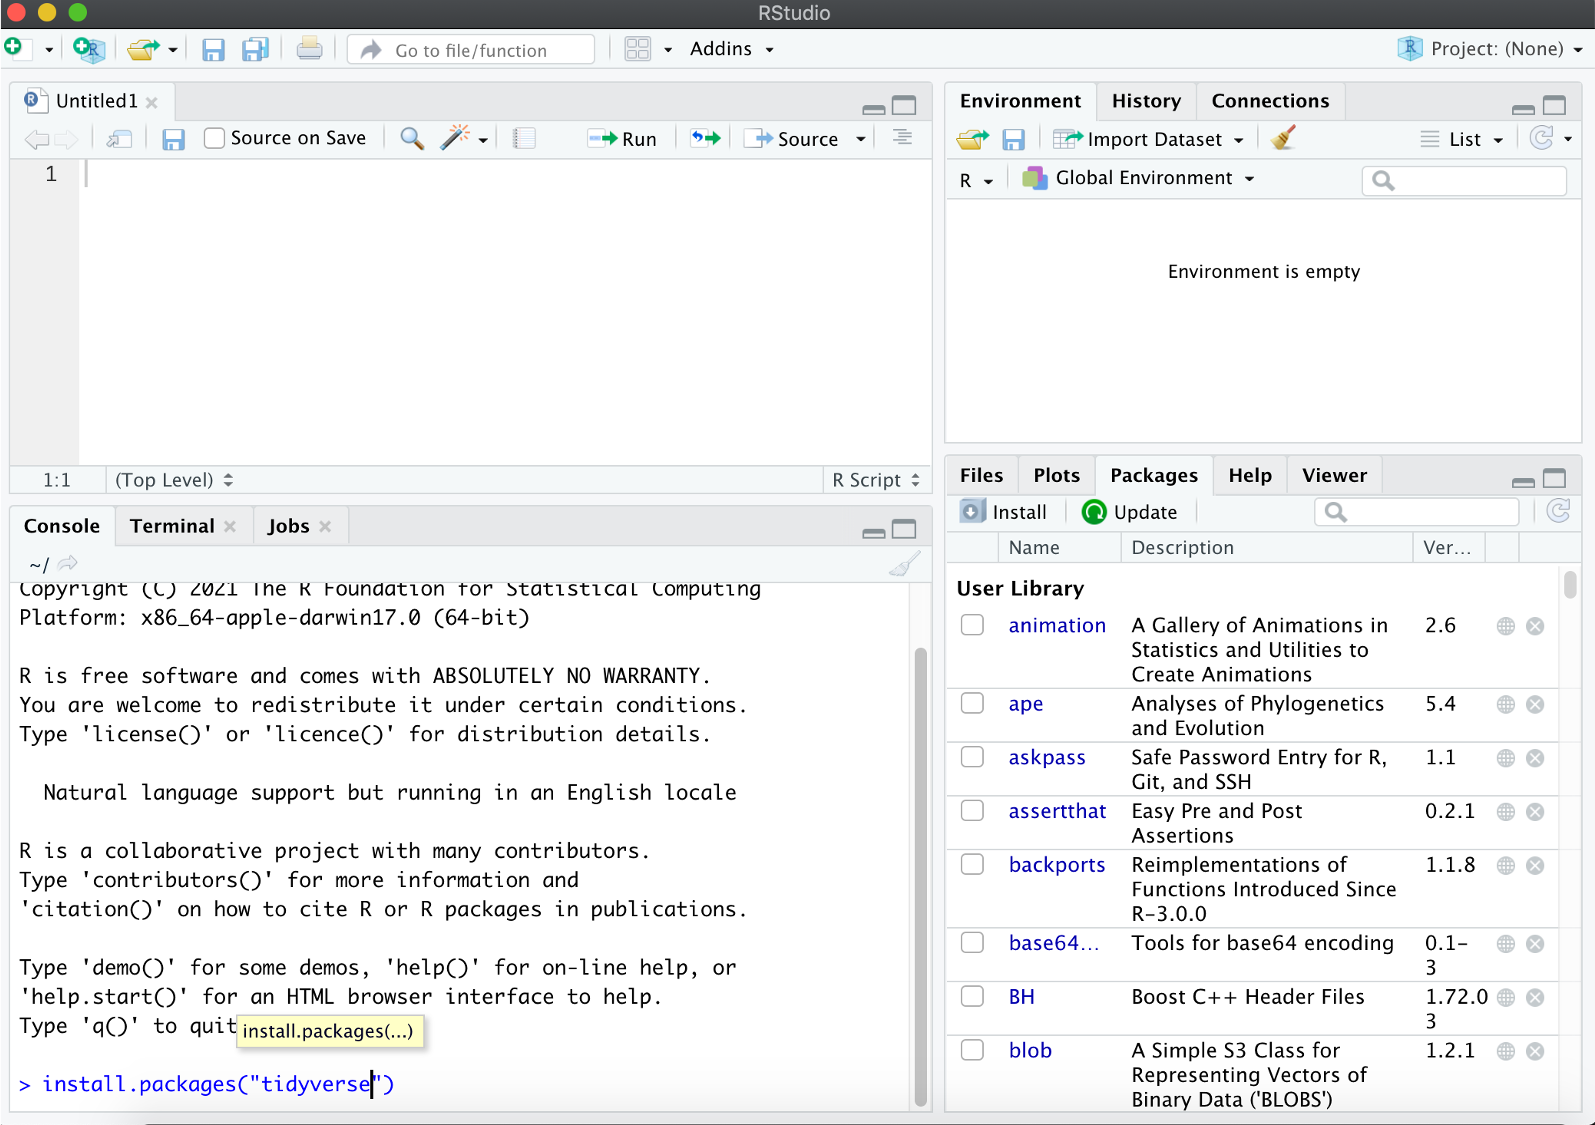 RStudio
Go to file/function
Addins
Project: (None)
Untitled1
Source on Save
Run
Source
1
1:1
(Top Level)
R Script
Console
Terminal
Jobs
~/
Copyright (C) 2021 The R Foundation for Statistical Computing
Platform: x86_64-apple-darwin17.0 (64-bit)
R is free software and comes with ABSOLUTELY NO WARRANTY.
You are welcome to redistribute it under certain conditions.
Type 'license()' or 'licence()' for distribution details.
Natural language support but running in an English locale
R is a collaborative project with many contributors.
Type 'contributors()' for more information and
'citation()' on how to cite R or R packages in publications.
Type 'demo()' for some demos, 'help()' for on-line help, or
'help.start()' for an HTML browser interface to help.
Type 'q()' to quit
install.packages(...)
> install.packages("tidyverse")
Environment
History
Connections
Import Dataset
List
R
Global Environment
Environment is empty
Files
Plots
Packages
Help
Viewer
Install
Update
Name
Description
Ver...
User Library
animation
A Gallery of Animations in
Statistics and Utilities to
Create Animations
2.6
ape
Analyses of Phylogenetics
and Evolution
5.4
askpass
Safe Password Entry for R,
Git, and SSH
1.1
assertthat
Easy Pre and Post
Assertions
0.2.1
backports
Reimplementations of
Functions Introduced Since
R-3.0.0
1.1.8
base64...
Tools for base64 encoding
0.1-
3
BH
Boost C++ Header Files
1.72.0
3
blob
A Simple S3 Class for
Representing Vectors of
Binary Data ('BLOBS')
1.2.1